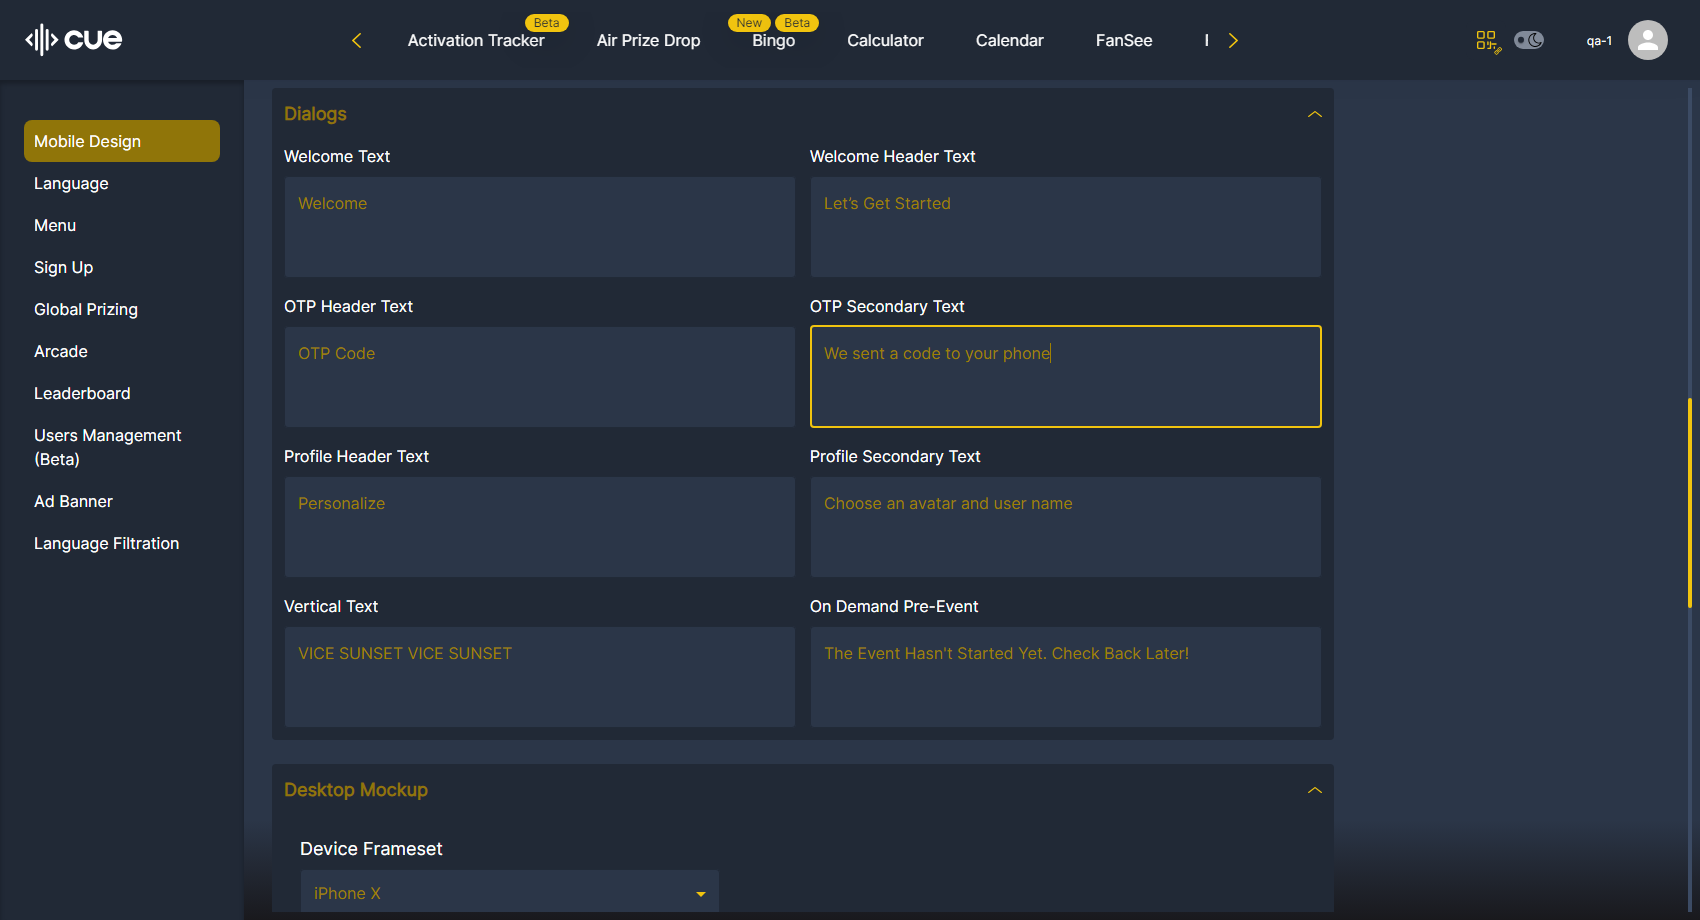 cue
Beta
New
Beta
Activation Tracker
Air Prize Drop
Bingo
Calculator
Calendar
FanSee
qa-1
Mobile Design
Language
Menu
Sign Up
Global Prizing
Arcade
Leaderboard
Users Management
(Beta)
Ad Banner
Language Filtration
Dialogs
Welcome Text
Welcome Header Text
Welcome
Let’s Get Started
OTP Header Text
OTP Secondary Text
OTP Code
We sent a code to your phone
Profile Header Text
Profile Secondary Text
Personalize
Choose an avatar and user name
Vertical Text
On Demand Pre-Event
VICE SUNSET VICE SUNSET
The Event Hasn't Started Yet. Check Back Later!
Desktop Mockup
Device Frameset
iPhone X